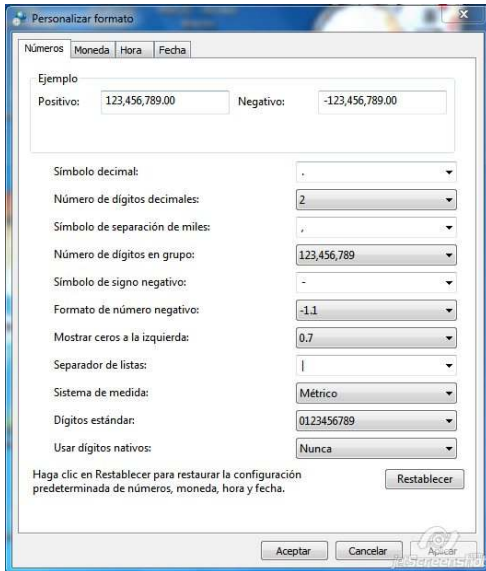 Personalizar formato
Números Moneda Hora Fecha
Ejemplo
Positivo: 123,456,789.00 Negativo: -123,456,789.00
Símbolo decimal: .
Número de dígitos decimales: 2
Símbolo de separación de miles: ,
Número de dígitos en grupo: 123,456,789
Símbolo de signo negativo: -
Formato de número negativo: -1.1
Mostrar ceros a la izquierda: 0.7
Separador de listas: |
Sistema de medida: Métrico
Dígitos estándar: 0123456789
Usar dígitos nativos: Nunca
Haga clic en Restablecer para restaurar la configuración
predeterminada de números, moneda, hora y fecha.
Restablecer
Aceptar Cancelar Aplicar